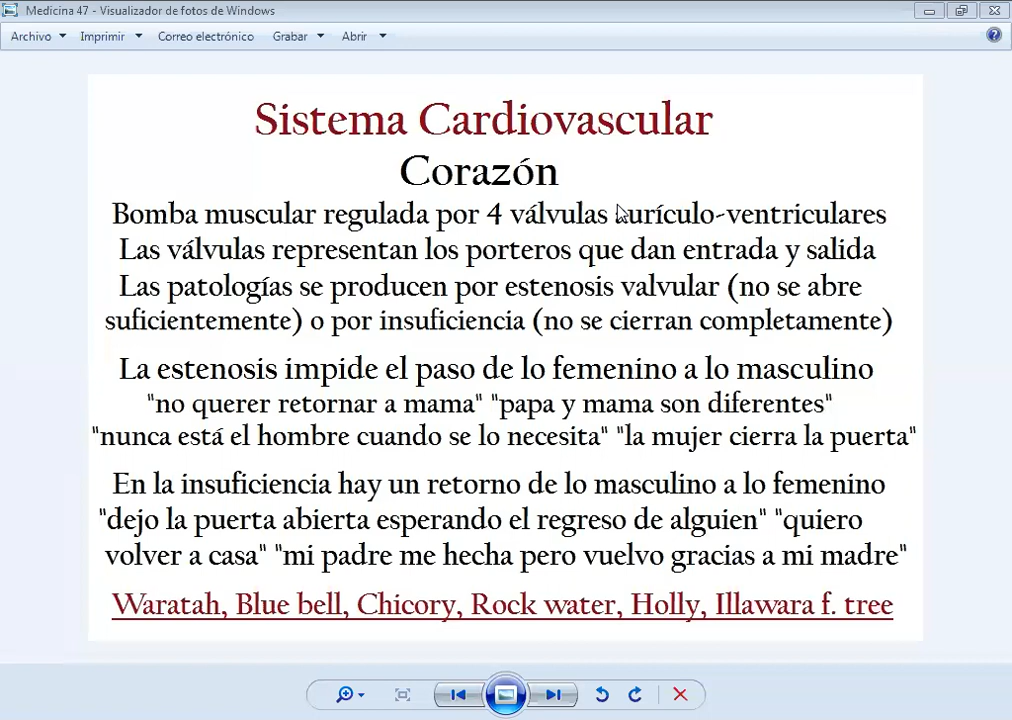 Medicina 47 - Visualizador de fotos de Windows
Archivo Imprimir Correo electrónico Grabar Abrir
Sistema Cardiovascular
Corazón
Bomba muscular regulada por 4 válvulas aurículo-ventriculares
Las válvulas representan los porteros que dan entrada y salida
Las patologías se producen por estenosis valvular (no se abre
suficientemente) o por insuficiencia (no se cierran completamente)
La estenosis impide el paso de lo femenino a lo masculino
"no querer retornar a mama" "papa y mama son diferentes"
"nunca está el hombre cuando se lo necesita" "la mujer cierra la puerta"
En la insuficiencia hay un retorno de lo masculino a lo femenino
"dejo la puerta abierta esperando el regreso de alguien" "quiero
volver a casa" "mi padre me hecha pero vuelvo gracias a mi madre"
Waratah, Blue bell, Chicory, Rock water, Holly, Illawara f. tree